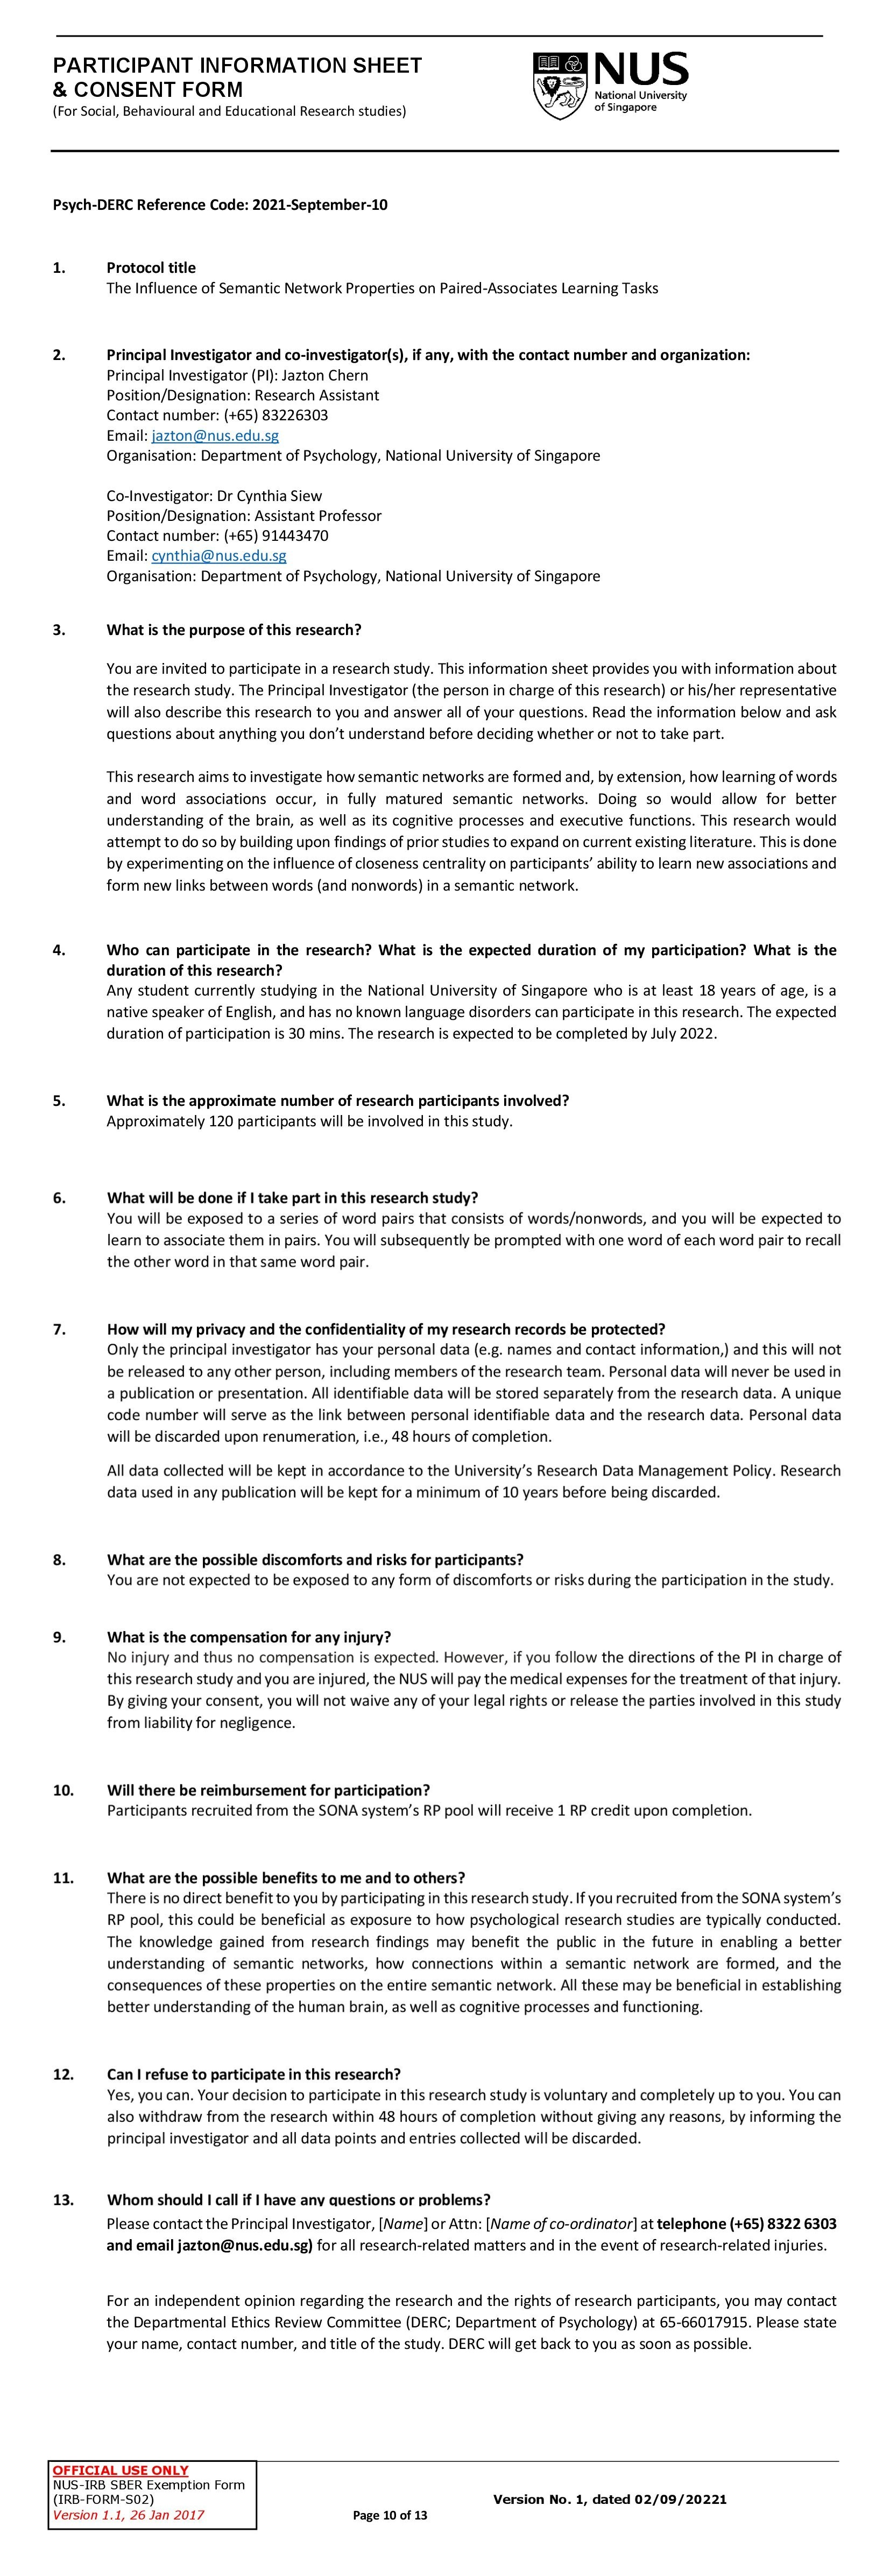 PARTICIPANT INFORMATION SHEET
& CONSENT FORM
(For Social, Behavioural and Educational Research studies)
NUS
National University
of Singapore
Psych-DERC Reference Code: 2021-September-10
1. Protocol title
The Influence of Semantic Network Properties on Paired-Associates Learning Tasks
2. Principal Investigator and co-investigator(s), if any, with the contact number and organization:
Principal Investigator (PI): Jazton Chern
Position/Designation: Research Assistant
Contact number: (+65) 83226303
Email: jazton@nus.edu.sg
Organisation: Department of Psychology, National University of Singapore
Co-Investigator: Dr Cynthia Siew
Position/Designation: Assistant Professor
Contact number: (+65) 91443470
Email: cynthia@nus.edu.sg
Organisation: Department of Psychology, National University of Singapore
3. What is the purpose of this research?
You are invited to participate in a research study. This information sheet provides you with information about
the research study. The Principal Investigator (the person in charge of this research) or his/her representative
will also describe this research to you and answer all of your questions. Read the information below and ask
questions about anything you don’t understand before deciding whether or not to take part.
This research aims to investigate how semantic networks are formed and, by extension, how learning of words
and word associations occur, in fully matured semantic networks. Doing so would allow for better
understanding of the brain, as well as its cognitive processes and executive functions. This research would
attempt to do so by building upon findings of prior studies to expand on current existing literature. This is done
by experimenting on the influence of closeness centrality on participants’ ability to learn new associations and
form new links between words (and nonwords) in a semantic network.
4. Who can participate in the research? What is the expected duration of my participation? What is the
duration of this research?
Any student currently studying in the National University of Singapore who is at least 18 years of age, is a
native speaker of English, and has no known language disorders can participate in this research. The expected
duration of participation is 30 mins. The research is expected to be completed by July 2022.
5. What is the approximate number of research participants involved?
Approximately 120 participants will be involved in this study.
6. What will be done if I take part in this research study?
You will be exposed to a series of word pairs that consists of words/nonwords, and you will be expected to
learn to associate them in pairs. You will subsequently be prompted with one word of each word pair to recall
the other word in that same word pair.
7. How will my privacy and the confidentiality of my research records be protected?
Only the principal investigator has your personal data (e.g. names and contact information,) and this will not
be released to any other person, including members of the research team. Personal data will never be used in
a publication or presentation. All identifiable data will be stored separately from the research data. A unique
code number will serve as the link between personal identifiable data and the research data. Personal data
will be discarded upon renumeration, i.e., 48 hours of completion.
All data collected will be kept in accordance to the University’s Research Data Management Policy. Research
data used in any publication will be kept for a minimum of 10 years before being discarded.
8. What are the possible discomforts and risks for participants?
You are not expected to be exposed to any form of discomforts or risks during the participation in the study.
9. What is the compensation for any injury?
No injury and thus no compensation is expected. However, if you follow the directions of the PI in charge of
this research study and you are injured, the NUS will pay the medical expenses for the treatment of that injury.
By giving your consent, you will not waive any of your legal rights or release the parties involved in this study
from liability for negligence.
10. Will there be reimbursement for participation?
Participants recruited from the SONA system’s RP pool will receive 1 RP credit upon completion.
11. What are the possible benefits to me and to others?
There is no direct benefit to you by participating in this research study. If you recruited from the SONA system’s
RP pool, this could be beneficial as exposure to how psychological research studies are typically conducted.
The knowledge gained from research findings may benefit the public in the future in enabling a better
understanding of semantic networks, how connections within a semantic network are formed, and the
consequences of these properties on the entire semantic network. All these may be beneficial in establishing
better understanding of the human brain, as well as cognitive processes and functioning.
12. Can I refuse to participate in this research?
Yes, you can. Your decision to participate in this research study is voluntary and completely up to you. You can
also withdraw from the research within 48 hours of completion without giving any reasons, by informing the
principal investigator and all data points and entries collected will be discarded.
13. Whom should I call if I have any questions or problems?
Please contact the Principal Investigator, [Name] or Attn: [Name of co-ordinator] at telephone (+65) 8322 6303
and email jazton@nus.edu.sg) for all research-related matters and in the event of research-related injuries.
For an independent opinion regarding the research and the rights of research participants, you may contact
the Departmental Ethics Review Committee (DERC; Department of Psychology) at 65-66017915. Please state
your name, contact number, and title of the study. DERC will get back to you as soon as possible.
OFFICIAL USE ONLY
NUS-IRB SBER Exemption Form
(IRB-FORM-S02)
Version 1.1, 26 Jan 2017
Page 10 of 13
Version No. 1, dated 02/09/20221